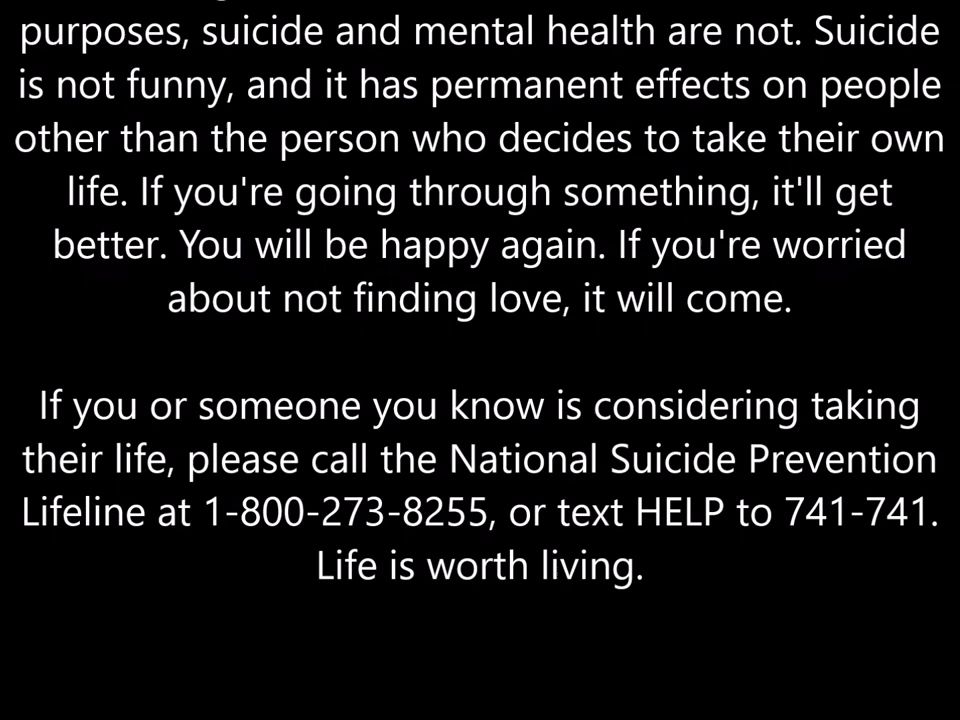 purposes, suicide and mental health are not. Suicide
is not funny, and it has permanent effects on people
other than the person who decides to take their own
life. If you're going through something, it'll get
better. You will be happy again. If you're worried
about not finding love, it will come.
If you or someone you know is considering taking
their life, please call the National Suicide Prevention
Lifeline at 1-800-273-8255, or text HELP to 741-741.
Life is worth living.